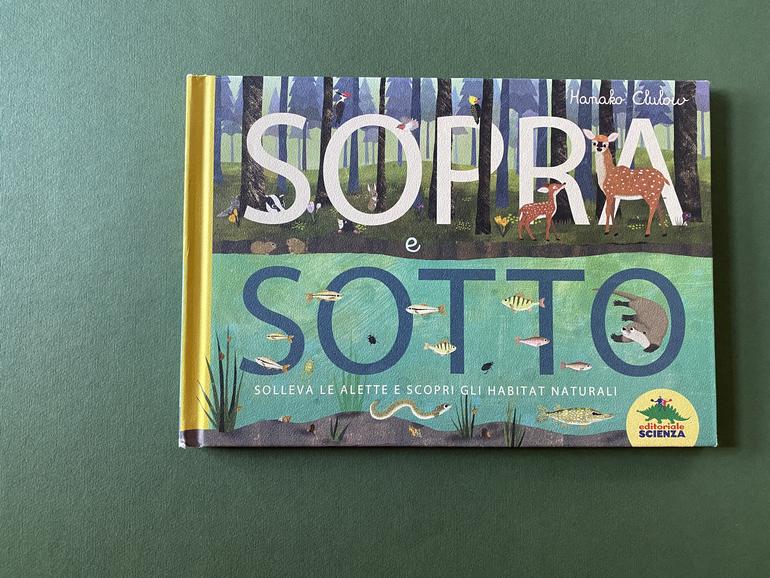 Hanako Clulow
SOPRA
e
SOTTO
SOLLEVA LE ALETTE E SCOPRI GLI HABITAT NATURALI
editoriale
SCIENZA